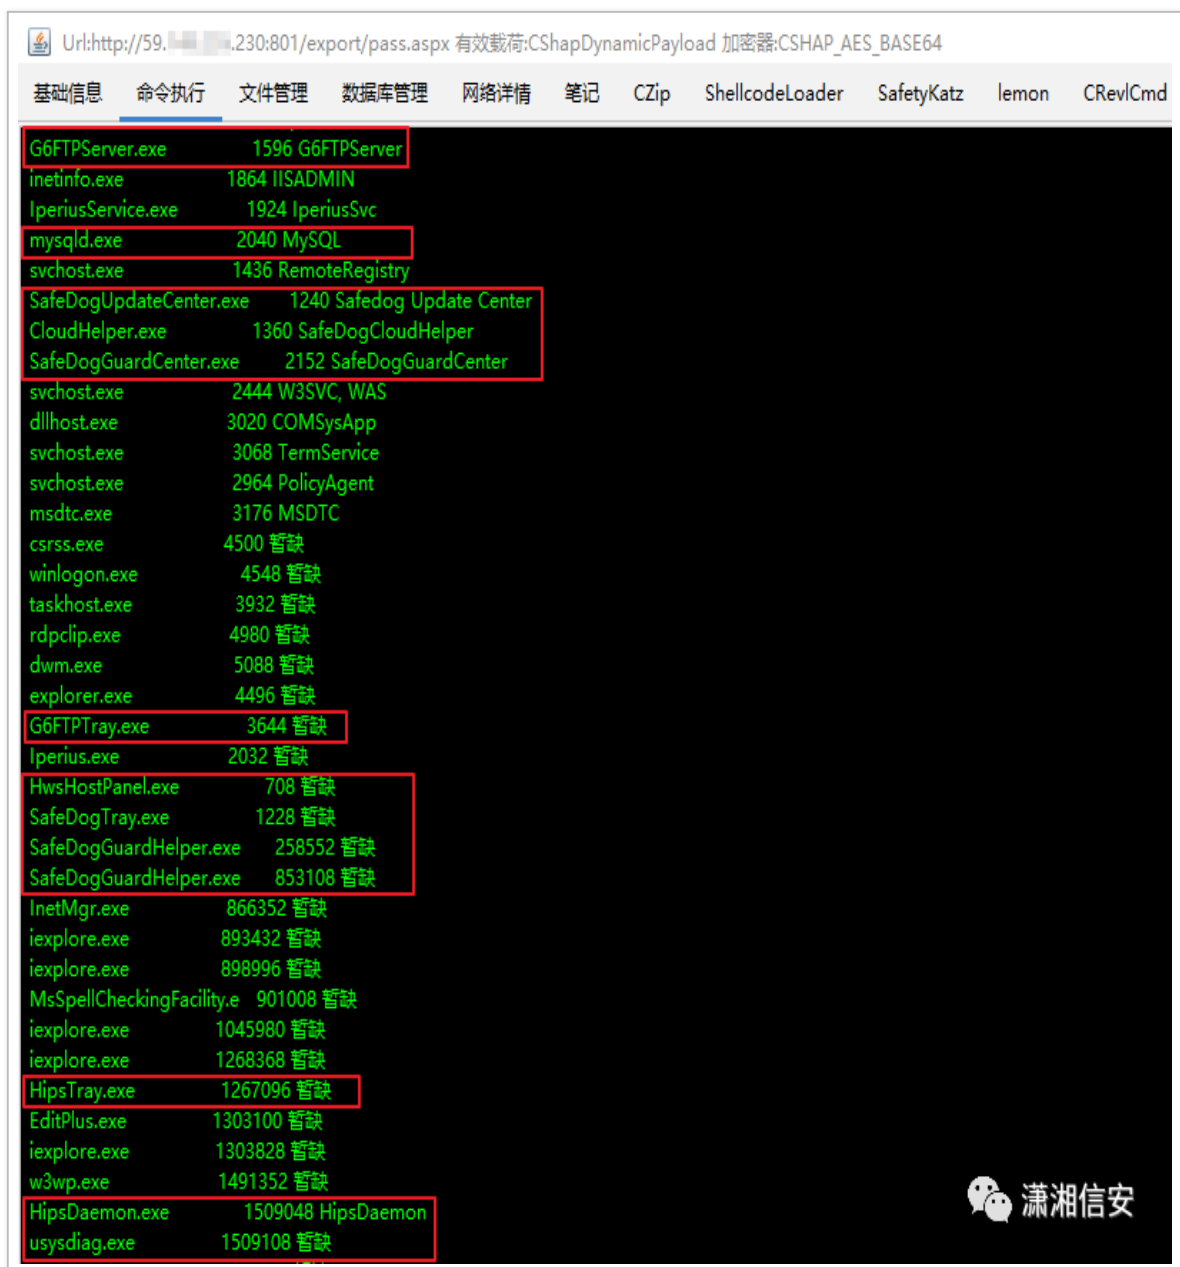 Url:http://59. .230:801/export/pass.aspx 有效载荷:CShapDynamicPayload 加密器:CSHAP_AES_BASE64
基础信息 命令执行 文件管理 数据库管理 网络详情 笔记 CZip ShellcodeLoader SafetyKatz lemon CRevlCmd
G6FTPServer.exe 1596 G6FTPServer
inetinfo.exe 1864 IISADMIN
IperiusService.exe 1924 IperiusSvc
mysqld.exe 2040 MySQL
svchost.exe 1436 RemoteRegistry
SafeDogUpdateCenter.exe 1240 Safedog Update Center
CloudHelper.exe 1360 SafeDogCloudHelper
SafeDogGuardCenter.exe 2152 SafeDogGuardCenter
svchost.exe 2444 W3SVC, WAS
dllhost.exe 3020 COMSysApp
svchost.exe 3068 TermService
svchost.exe 2964 PolicyAgent
msdtc.exe 3176 MSDTC
csrss.exe 4500 暂缺
winlogon.exe 4548 暂缺
taskhost.exe 3932 暂缺
rdpclip.exe 4980 暂缺
dwm.exe 5088 暂缺
explorer.exe 4496 暂缺
G6FTPTray.exe 3644 暂缺
Iperius.exe 2032 暂缺
HwsHostPanel.exe 708 暂缺
SafeDogTray.exe 1228 暂缺
SafeDogGuardHelper.exe 258552 暂缺
SafeDogGuardHelper.exe 853108 暂缺
InetMgr.exe 866352 暂缺
iexplore.exe 893432 暂缺
iexplore.exe 898996 暂缺
MsSpellCheckingFacility.e 901008 暂缺
iexplore.exe 1045980 暂缺
iexplore.exe 1268368 暂缺
HipsTray.exe 1267096 暂缺
EditPlus.exe 1303100 暂缺
iexplore.exe 1303828 暂缺
w3wp.exe 1491352 暂缺
HipsDaemon.exe 1509048 HipsDaemon
usysdiag.exe 1509108 暂缺
潇湘信安